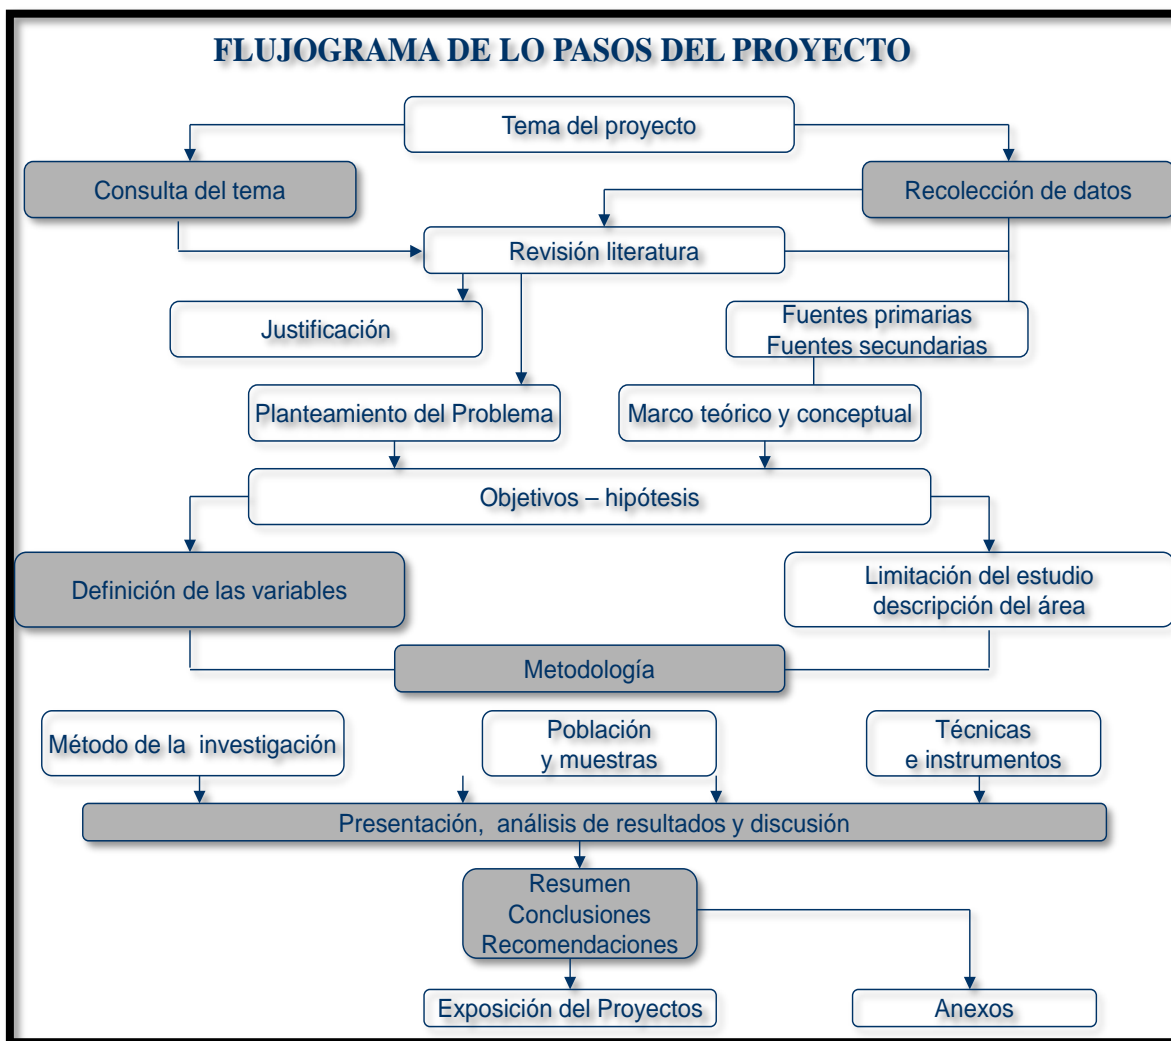 FLUJOGRAMA DE LO PASOS DEL PROYECTO
Tema del proyecto
Consulta del tema
Recolección de datos
Revisión literatura
Justificación
Fuentes primarias
Fuentes secundarias
Planteamiento del Problema
Marco teórico y conceptual
Objetivos – hipótesis
Definición de las variables
Limitación del estudio
descripción del área
Metodología
Método de la investigación
Población
y muestras
Técnicas
e instrumentos
Presentación, análisis de resultados y discusión
Resumen
Conclusiones
Recomendaciones
Exposición del Proyectos
Anexos